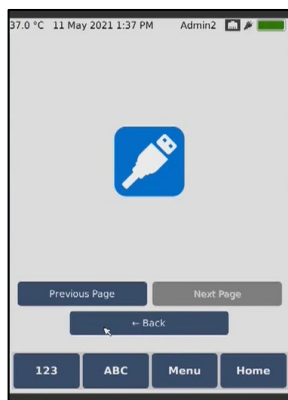 37.0 °C 11 May 2021 1:37 PM Admin2
Previous Page Next Page
← Back
123 ABC Menu Home